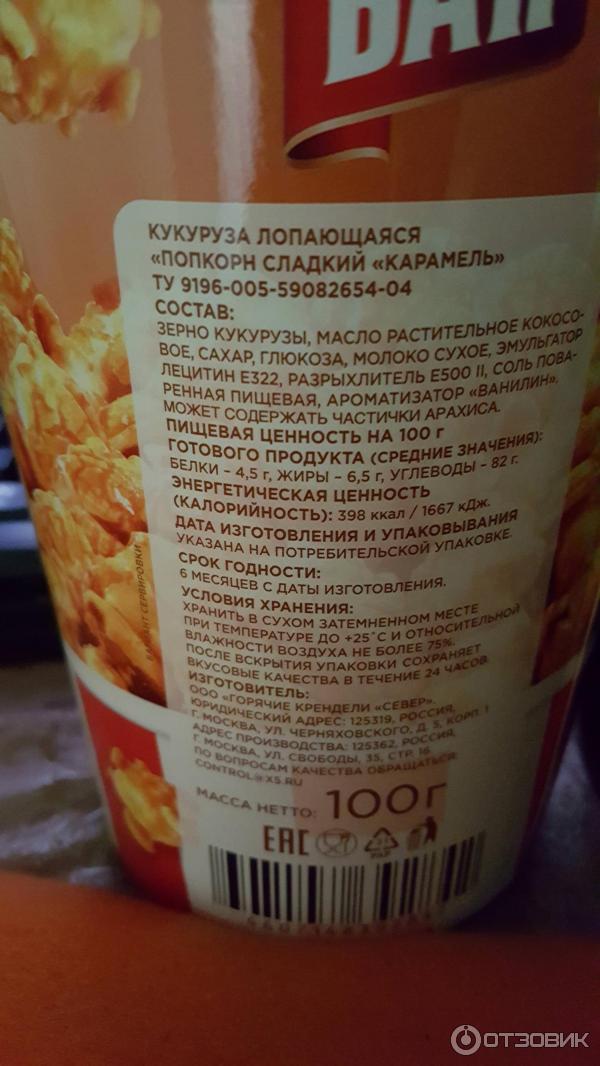 BAR
КУКУРУЗА ЛОПАЮЩАЯСЯ
«ПОПКОРН СЛАДКИЙ «КАРАМЕЛЬ»
ТУ 9196-005-59082654-04
СОСТАВ:
ЗЕРНО КУКУРУЗЫ, МАСЛО РАСТИТЕЛЬНОЕ КОКОСО-
ВОЕ, САХАР, ГЛЮКОЗА, МОЛОКО СУХОЕ, ЭМУЛЬГАТОР
ЛЕЦИТИН Е322, РАЗРЫХЛИТЕЛЬ Е500 II, СОЛЬ ПОВА-
РЕННАЯ ПИЩЕВАЯ, АРОМАТИЗАТОР «ВАНИЛИН».
МОЖЕТ СОДЕРЖАТЬ ЧАСТИЧКИ АРАХИСА.
ПИЩЕВАЯ ЦЕННОСТЬ НА 100 г
ГОТОВОГО ПРОДУКТА (СРЕДНИЕ ЗНАЧЕНИЯ):
БЕЛКИ – 4,5 г, ЖИРЫ – 6,5 г, УГЛЕВОДЫ – 82 г.
ЭНЕРГЕТИЧЕСКАЯ ЦЕННОСТЬ
(КАЛОРИЙНОСТЬ): 398 ккал / 1667 кДж.
ДАТА ИЗГОТОВЛЕНИЯ И УПАКОВЫВАНИЯ
УКАЗАНА НА ПОТРЕБИТЕЛЬСКОЙ УПАКОВКЕ.
СРОК ГОДНОСТИ:
6 МЕСЯЦЕВ С ДАТЫ ИЗГОТОВЛЕНИЯ.
УСЛОВИЯ ХРАНЕНИЯ:
ХРАНИТЬ В СУХОМ ЗАТЕМНЕННОМ МЕСТЕ
ПРИ ТЕМПЕРАТУРЕ ДО +25˚С И ОТНОСИТЕЛЬНОЙ
ВЛАЖНОСТИ ВОЗДУХА НЕ БОЛЕЕ 75%.
ПОСЛЕ ВСКРЫТИЯ УПАКОВКИ СОХРАНЯЕТ
ВКУСОВЫЕ КАЧЕСТВА В ТЕЧЕНИЕ 24 ЧАСОВ.
ИЗГОТОВИТЕЛЬ:
ООО «ГОРЯЧИЕ КРЕНДЕЛИ «СЕВЕР».
ЮРИДИЧЕСКИЙ АДРЕС: 125319, РОССИЯ,
г. МОСКВА, УЛ. ЧЕРНЯХОВСКОГО, Д. 5, КОРП. 1
АДРЕС ПРОИЗВОДСТВА: 125362, РОССИЯ,
г. МОСКВА, УЛ. СВОБОДЫ, 35, СТР. 16
ПО ВОПРОСАМ КАЧЕСТВА ОБРАЩАТЬСЯ:
CONTROL@X5.RU
МАССА НЕТТО: 100г
ВАРИАНТ СЕРВИРОВКИ
ЕАС
21
PAP
ОТЗОВИК